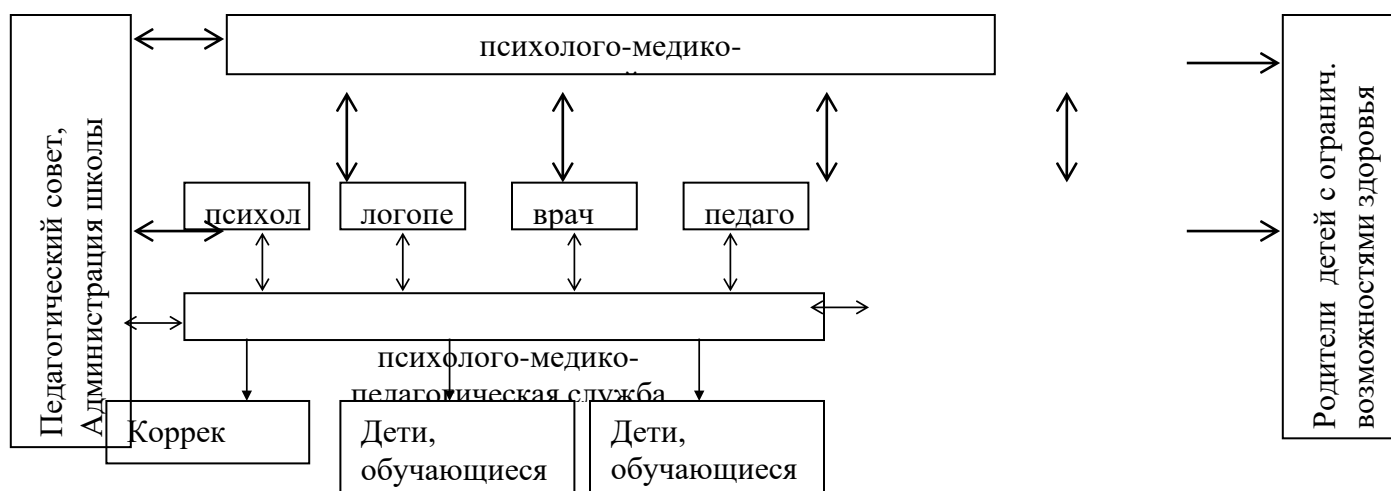 Педагогический совет,
Администрация школы
психолого-медико-
психол
логопе
врач
педаго
психолого-медико-
педагогическая служба
Коррек
Дети,
обучающиеся
Дети,
обучающиеся
Родители детей с огранич.
возможностями здоровья